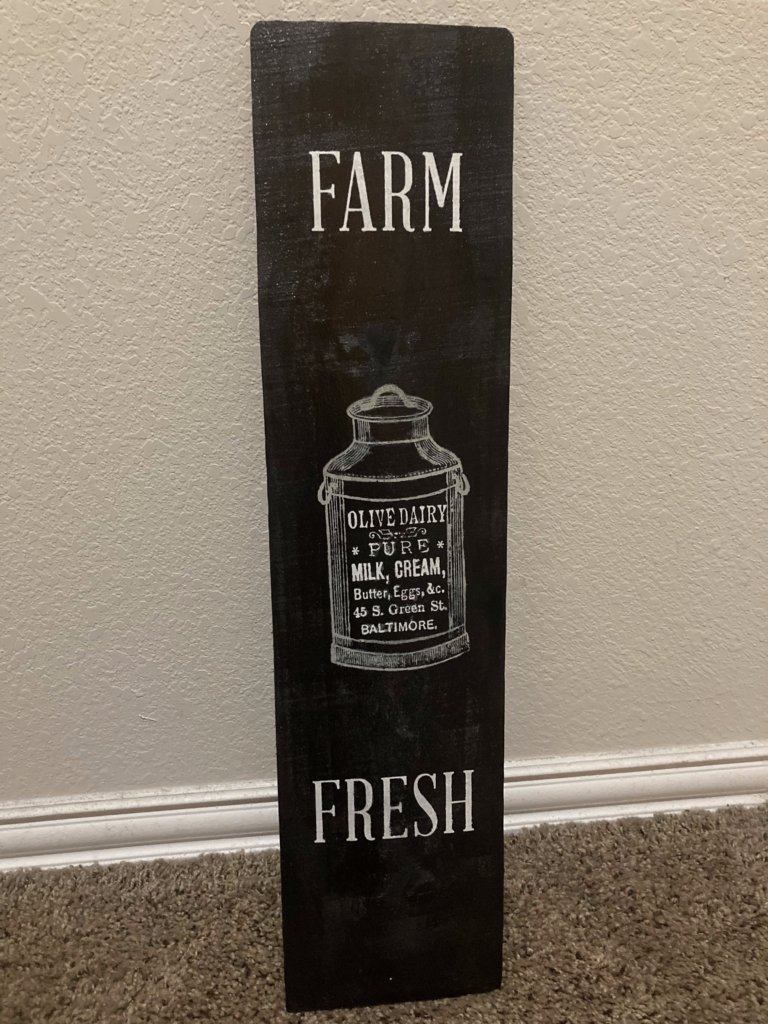 FARM
OLIVE DAIRY
* PURE *
MILK, CREAM,
Butter, Eggs, &c.
45 S. Green St.
BALTIMORE,
FRESH